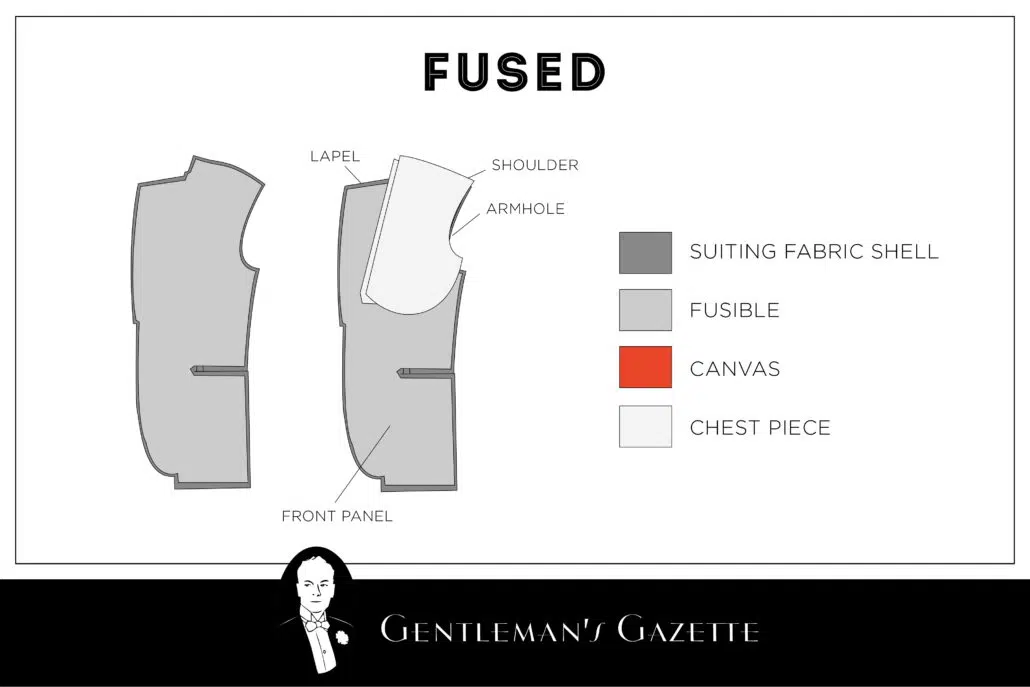 FUSED
LAPEL
SHOULDER
ARMHOLE
SUITING FABRIC SHELL
FUSIBLE
CANVAS
CHEST PIECE
FRONT PANEL
GENTLEMAN'S GAZETTE